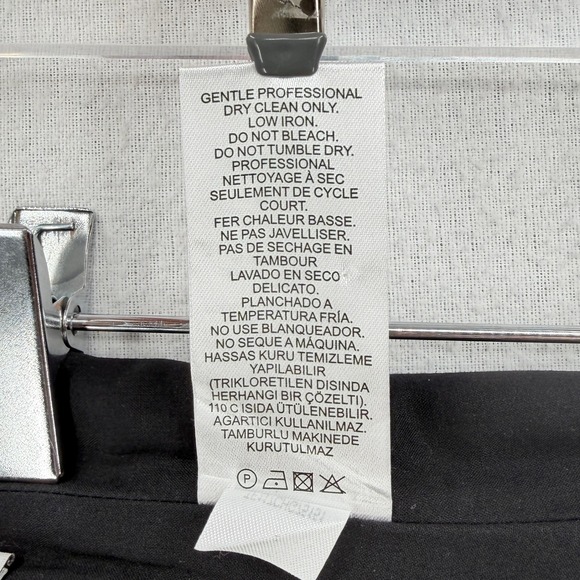 GENTLE PROFESSIONAL
DRY CLEAN ONLY.
LOW IRON.
DO NOT BLEACH.
DO NOT TUMBLE DRY.
PROFESSIONAL
NETTOYAGE À SEC
SEULEMENT DE CYCLE
COURT.
FER CHALEUR BASSE.
NE PAS JAVELLISER.
PAS DE SECHAGE EN
TAMBOUR
LAVADO EN SECO
DELICATO.
PLANCHADO A
TEMPERATURA FRÍA.
NO USE BLANQUEADOR.
NO SEQUE A MÁQUINA.
HASSAS KURU TEMIZLEME
YAPILABILIR
(TRIKLORETILEN DISINDA
HERHANGI BIR ÇÖZELTI).
110 C ISIDA ÜTÜLENEBILIR.
AGARTICI KULLANILMAZ.
TAMBURLU MAKINEDE
KURUTULMAZ
P